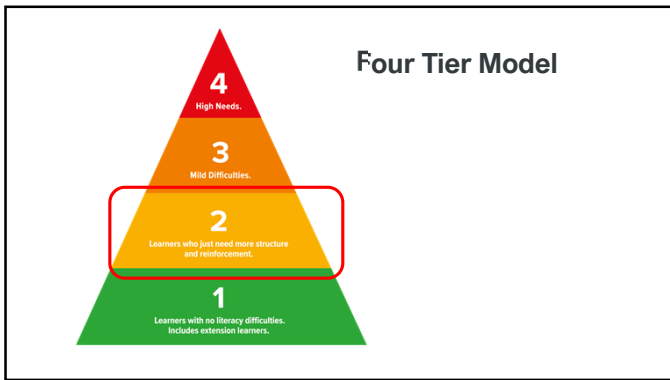 Four Tier Model
4
High Needs.
3
Mild Difficulties.
2
Learners who just need more structure
and reinforcement.
1
Learners with no literacy difficulties.
Includes extension learners.